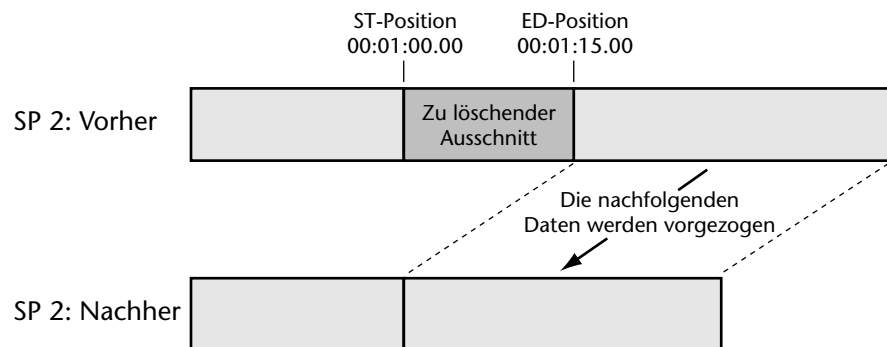 ST-Position
00:01:00.00
ED-Position
00:01:15.00
SP 2: Vorher
Zu löschender
Ausschnitt
Die nachfolgenden
Daten werden vorgezogen
SP 2: Nachher